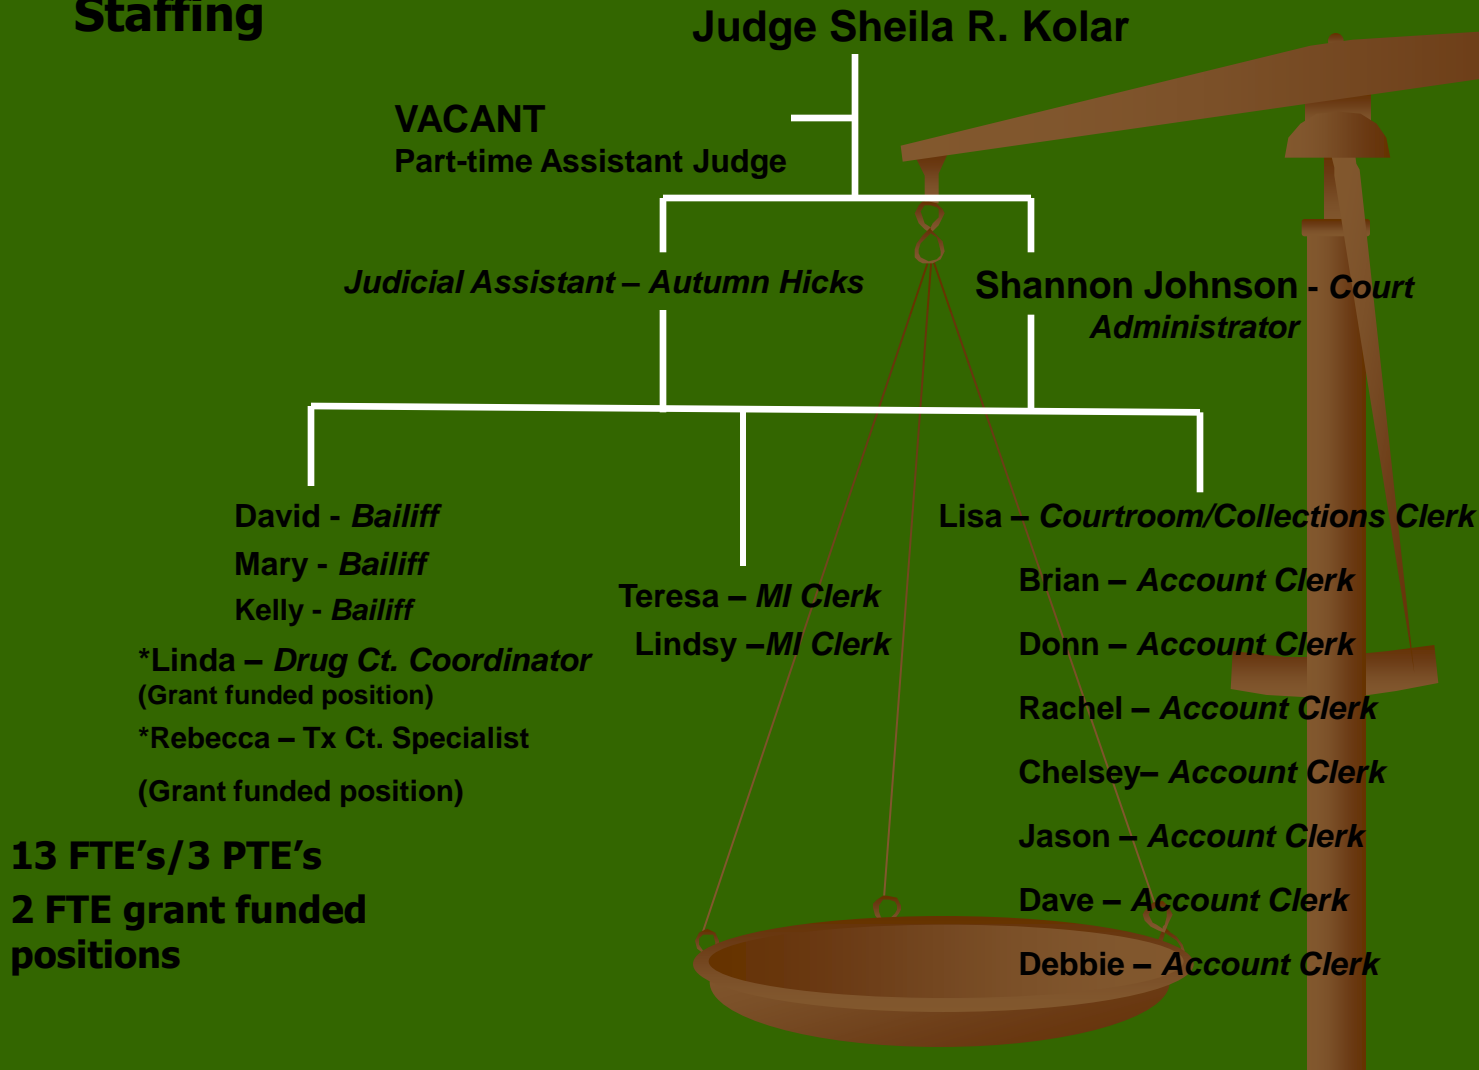 Staffing
Judge Sheila R. Kolar
VACANT
Part-time Assistant Judge
Judicial Assistant – Autumn Hicks
Shannon Johnson - Court
Administrator
David - Bailiff
Mary - Bailiff
Kelly - Bailiff
*Linda – Drug Ct. Coordinator
(Grant funded position)
*Rebecca – Tx Ct. Specialist
(Grant funded position)
Teresa – MI Clerk
Lindsy –MI Clerk
Lisa – Courtroom/Collections Clerk
Brian – Account Clerk
Donn – Account Clerk
Rachel – Account Clerk
Chelsey– Account Clerk
Jason – Account Clerk
Dave – Account Clerk
Debbie – Account Clerk
13 FTE’s/3 PTE’s
2 FTE grant funded
positions